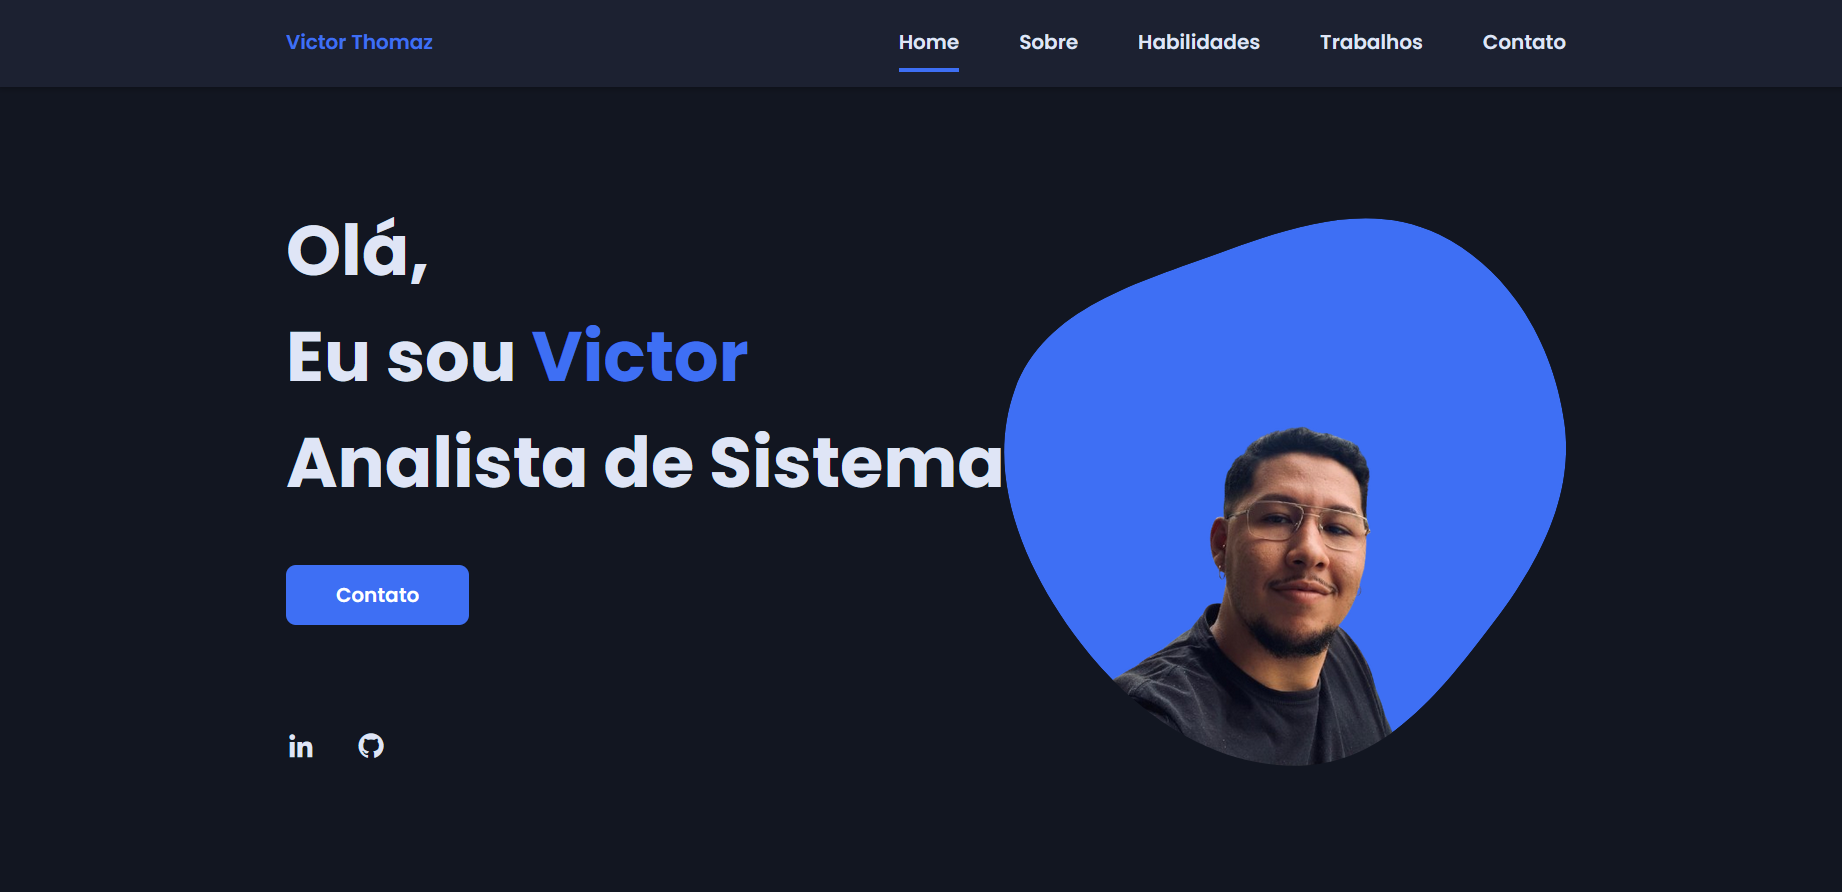 Victor Thomaz
Home
Sobre
Habilidades
Trabalhos
Contato
Olá,
Eu sou Victor
Analista de Sistema
Contato
in